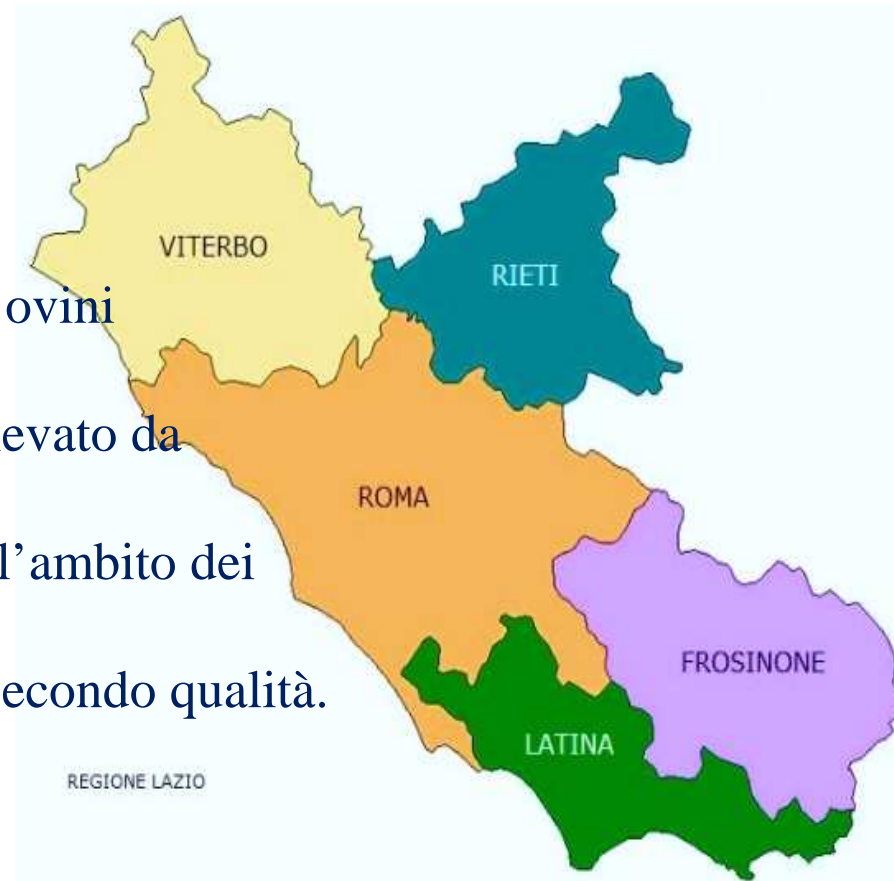 VITERBO
RIETI
ovini
evato da
ROMA
l’ambito dei
FROSINONE
econdo qualità.
LATINA
REGIONE LAZIO